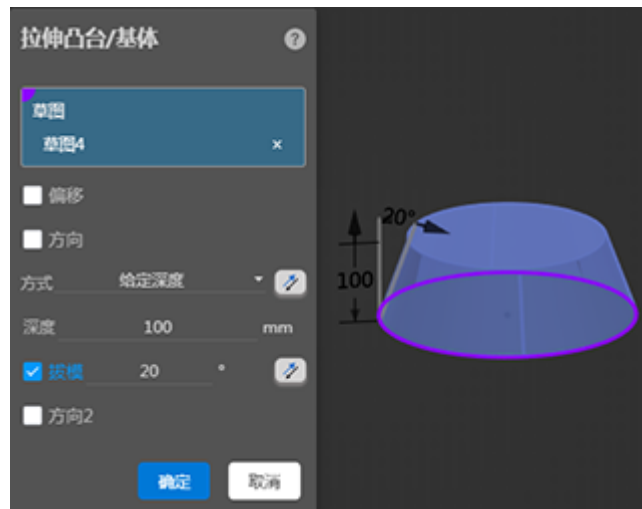 拉伸凸台/基体 ?
草图
草图4 ×
偏移
方向
方式 给定深度
深度 100 mm
拔模 20 °
方向2
确定 取消
20°
100